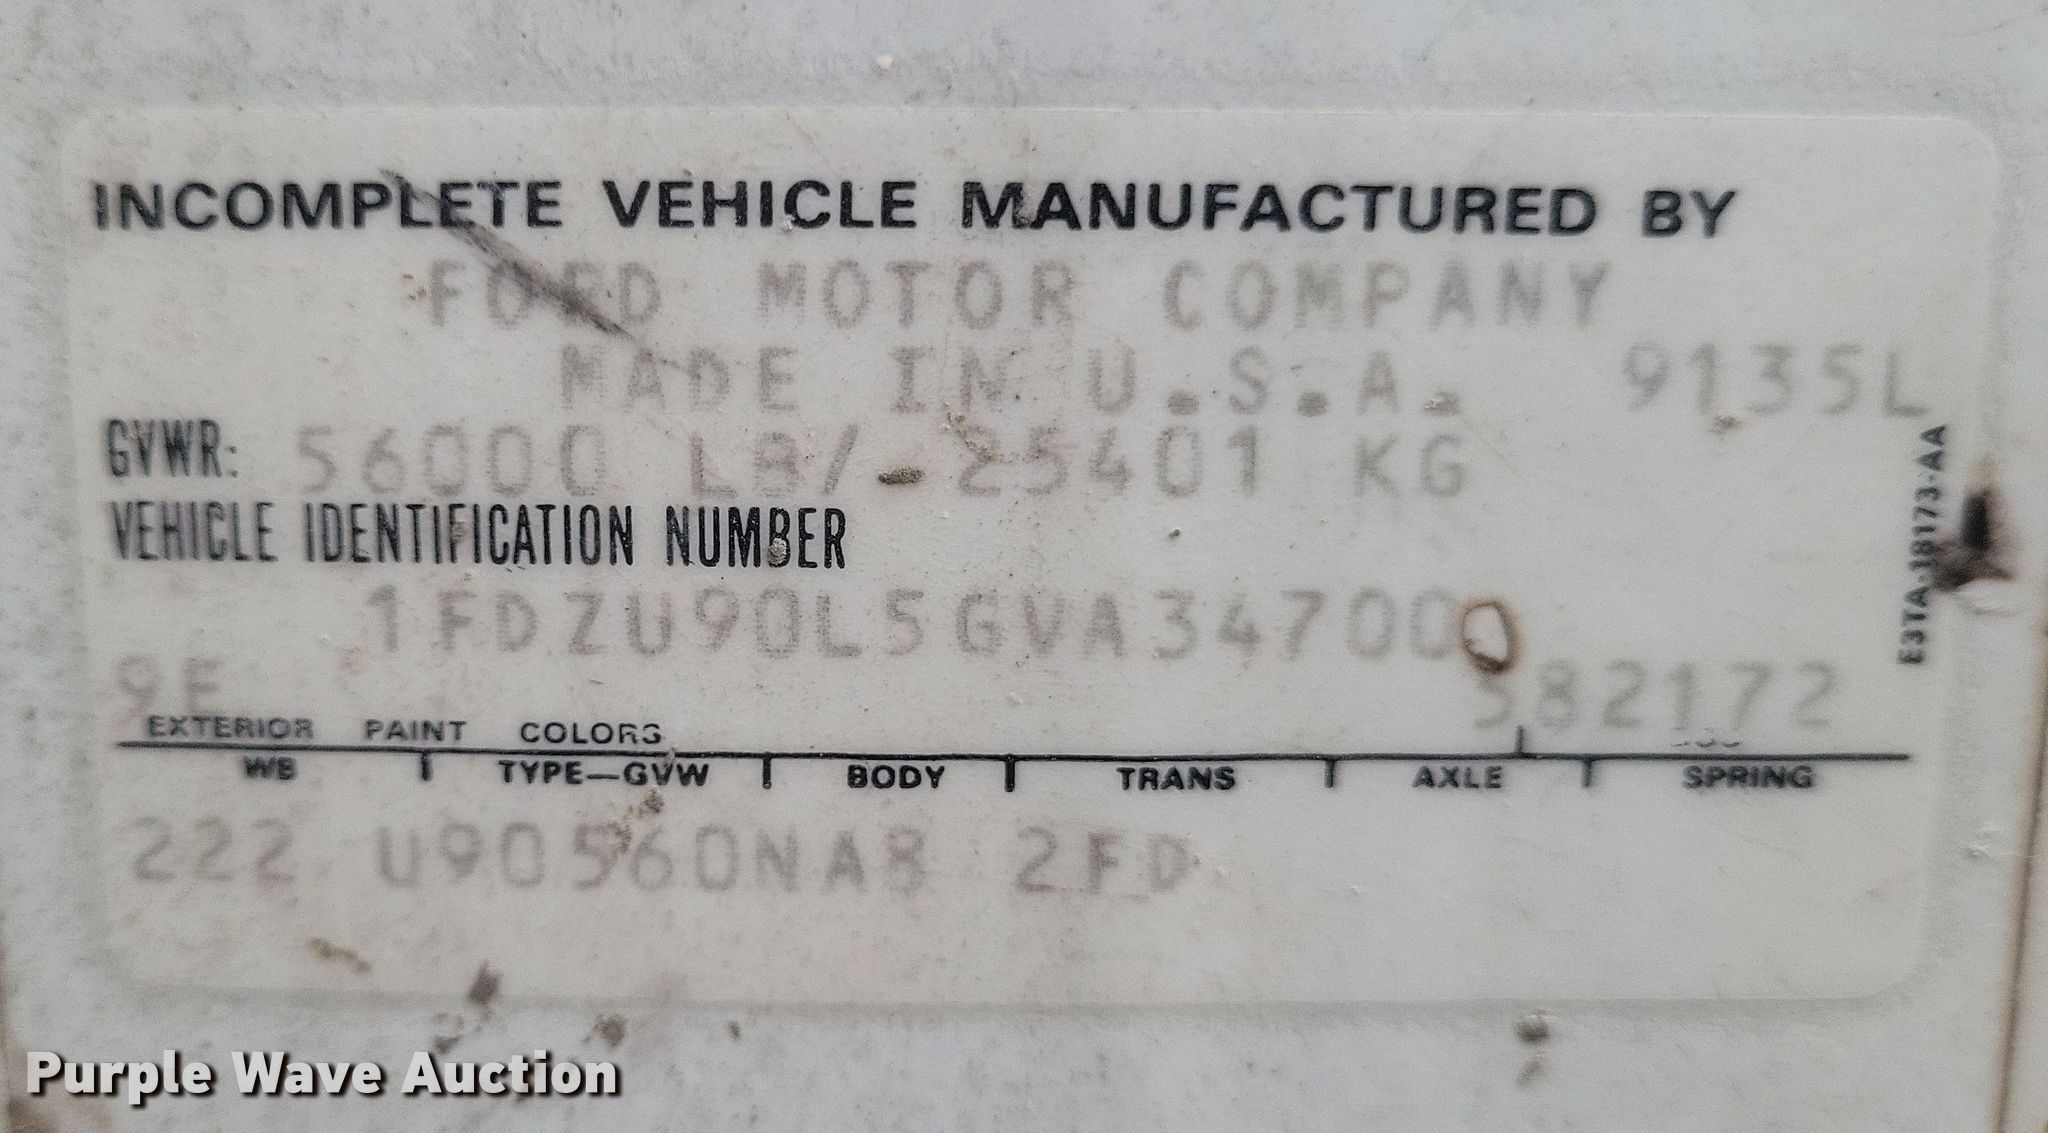 INCOMPLETE VEHICLE MANUFACTURED BY
FORD MOTOR COMPANY
MADE IN U.S.A. 9135L
GVWR: 56000 LB/ 25401 KG
VEHICLE IDENTIFICATION NUMBER
1FDZU90L5GVA34700
9E 582172
EXTERIOR PAINT COLORS
WB TYPE—GVW BODY TRANS AXLE SPRING
222 U90560NA8 2FD
E3TA-18173-AA
Purple Wave Auction